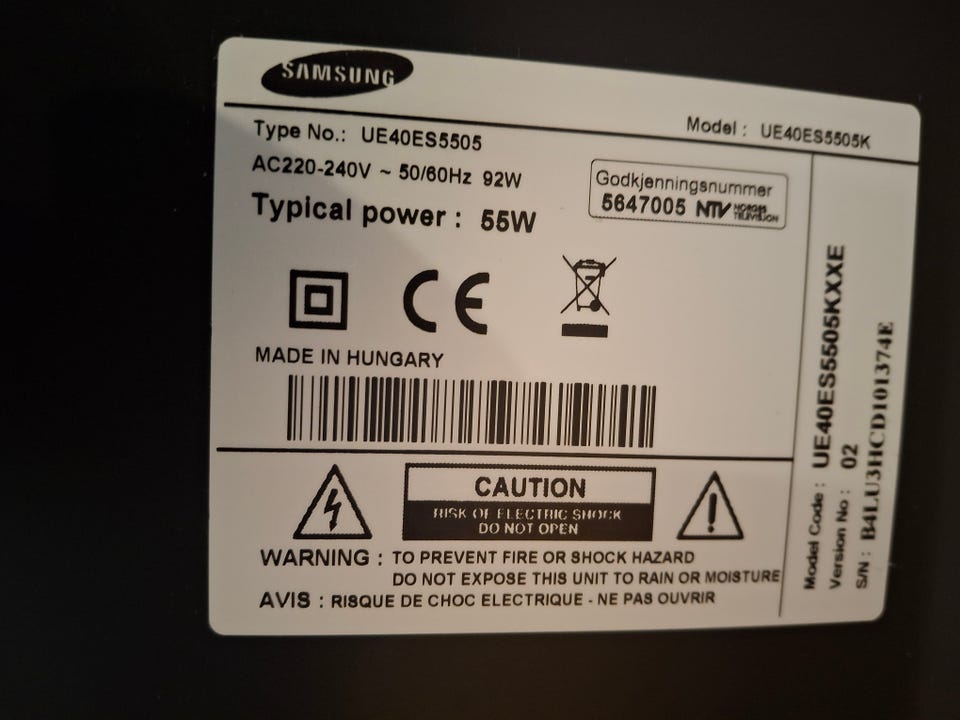 SAMSUNG
Type No.: UE40ES5505
Model : UE40ES5505K
AC220-240V ~ 50/60Hz 92W
Typical power : 55W
Godkjenningsnummer
5647005 NTV NORGES TELEVISJON
CE
MADE IN HUNGARY
CAUTION
RISK OF ELECTRIC SHOCK
DO NOT OPEN
WARNING : TO PREVENT FIRE OR SHOCK HAZARD
DO NOT EXPOSE THIS UNIT TO RAIN OR MOISTURE
AVIS : RISQUE DE CHOC ELECTRIQUE - NE PAS OUVRIR
Model Code : UE40ES5505KXXE
Version No : 02
S/N : B4LU3HCD101374E